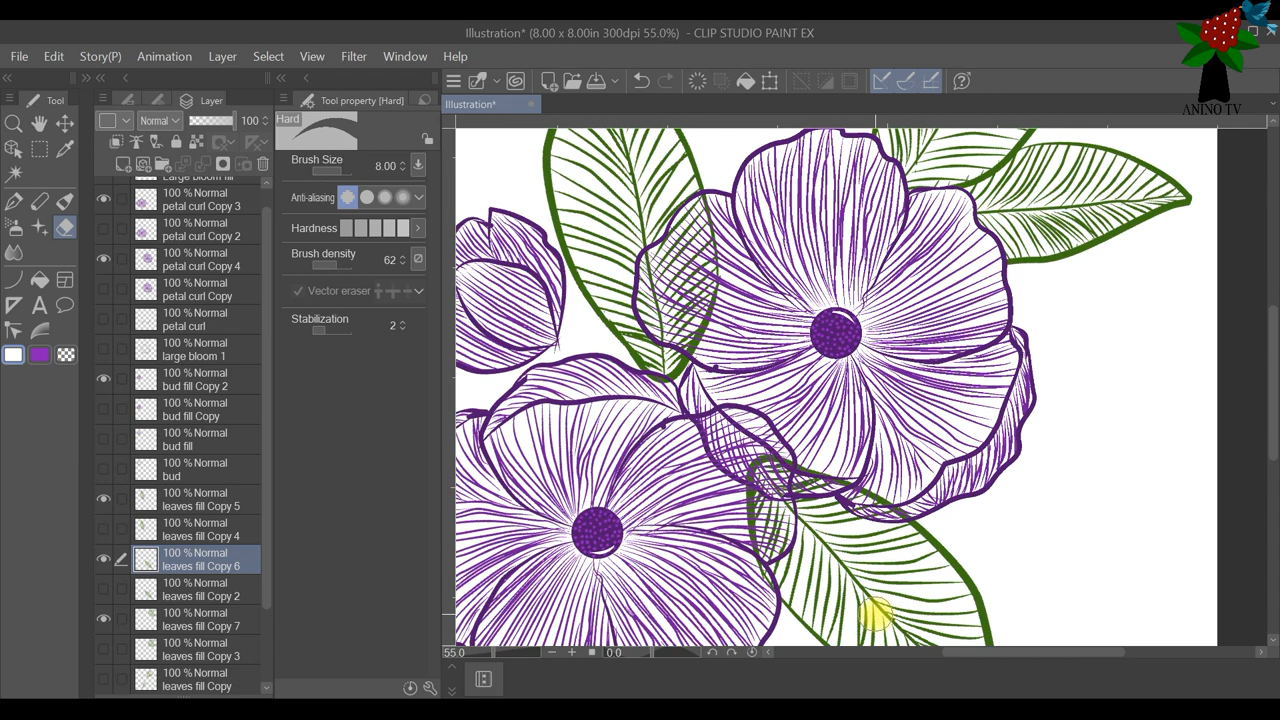 Illustration* (8.00 x 8.00in 300dpi 55.0%) - CLIP STUDIO PAINT EX
File Edit Story(P) Animation Layer Select View Filter Window Help
ANINO TV
Tool
Layer
Tool property [Hard]
Illustration*
Normal 100
Hard
Brush Size 8.00
Anti-aliasing
Hardness
Brush density 62
Vector eraser
Stabilization 2
Large bloom fill
100 % Normal
petal curl Copy 3
100 % Normal
petal curl Copy 2
100 % Normal
petal curl Copy 4
100 % Normal
petal curl Copy
100 % Normal
petal curl
100 % Normal
large bloom 1
100 % Normal
bud fill Copy 2
100 % Normal
bud fill Copy
100 % Normal
bud fill
100 % Normal
bud
100 % Normal
leaves fill Copy 5
100 % Normal
leaves fill Copy 4
100 % Normal
leaves fill Copy 6
100 % Normal
leaves fill Copy 2
100 % Normal
leaves fill Copy 7
100 % Normal
leaves fill Copy 3
100 % Normal
leaves fill Copy
55.0 0.0